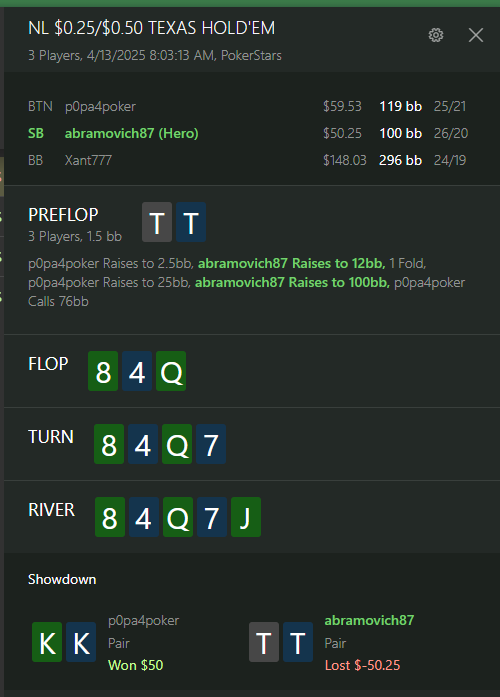 NL $0.25/$0.50 TEXAS HOLD'EM
3 Players, 4/13/2025 8:03:13 AM, PokerStars
BTN p0pa4poker $59.53 119 bb 25/21
SB abramovich87 (Hero) $50.25 100 bb 26/20
BB Xant777 $148.03 296 bb 24/19
PREFLOP T T
3 Players, 1.5 bb
p0pa4poker Raises to 2.5bb, abramovich87 Raises to 12bb, 1 Fold,
p0pa4poker Raises to 25bb, abramovich87 Raises to 100bb, p0pa4poker
Calls 76bb
FLOP 8 4 Q
TURN 8 4 Q 7
RIVER 8 4 Q 7 J
Showdown
K K p0pa4poker T T abramovich87
Pair Pair
Won $50 Lost $-50.25